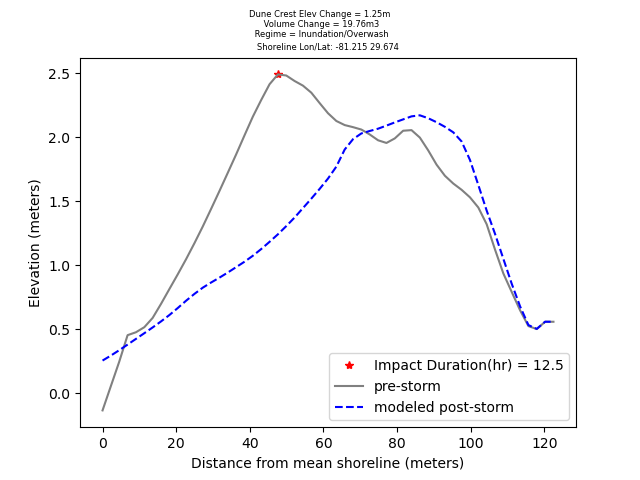 Dune Crest Elev Change = 1.25m
Volume Change = 19.76m3
Regime = Inundation/Overwash
Shoreline Lon/Lat: -81.215 29.674
2.5
2.0
1.5
1.0
0.5
0.0
Elevation (meters)
Impact Duration(hr) = 12.5
pre-storm
modeled post-storm
0 20 40 60 80 100 120
Distance from mean shoreline (meters)